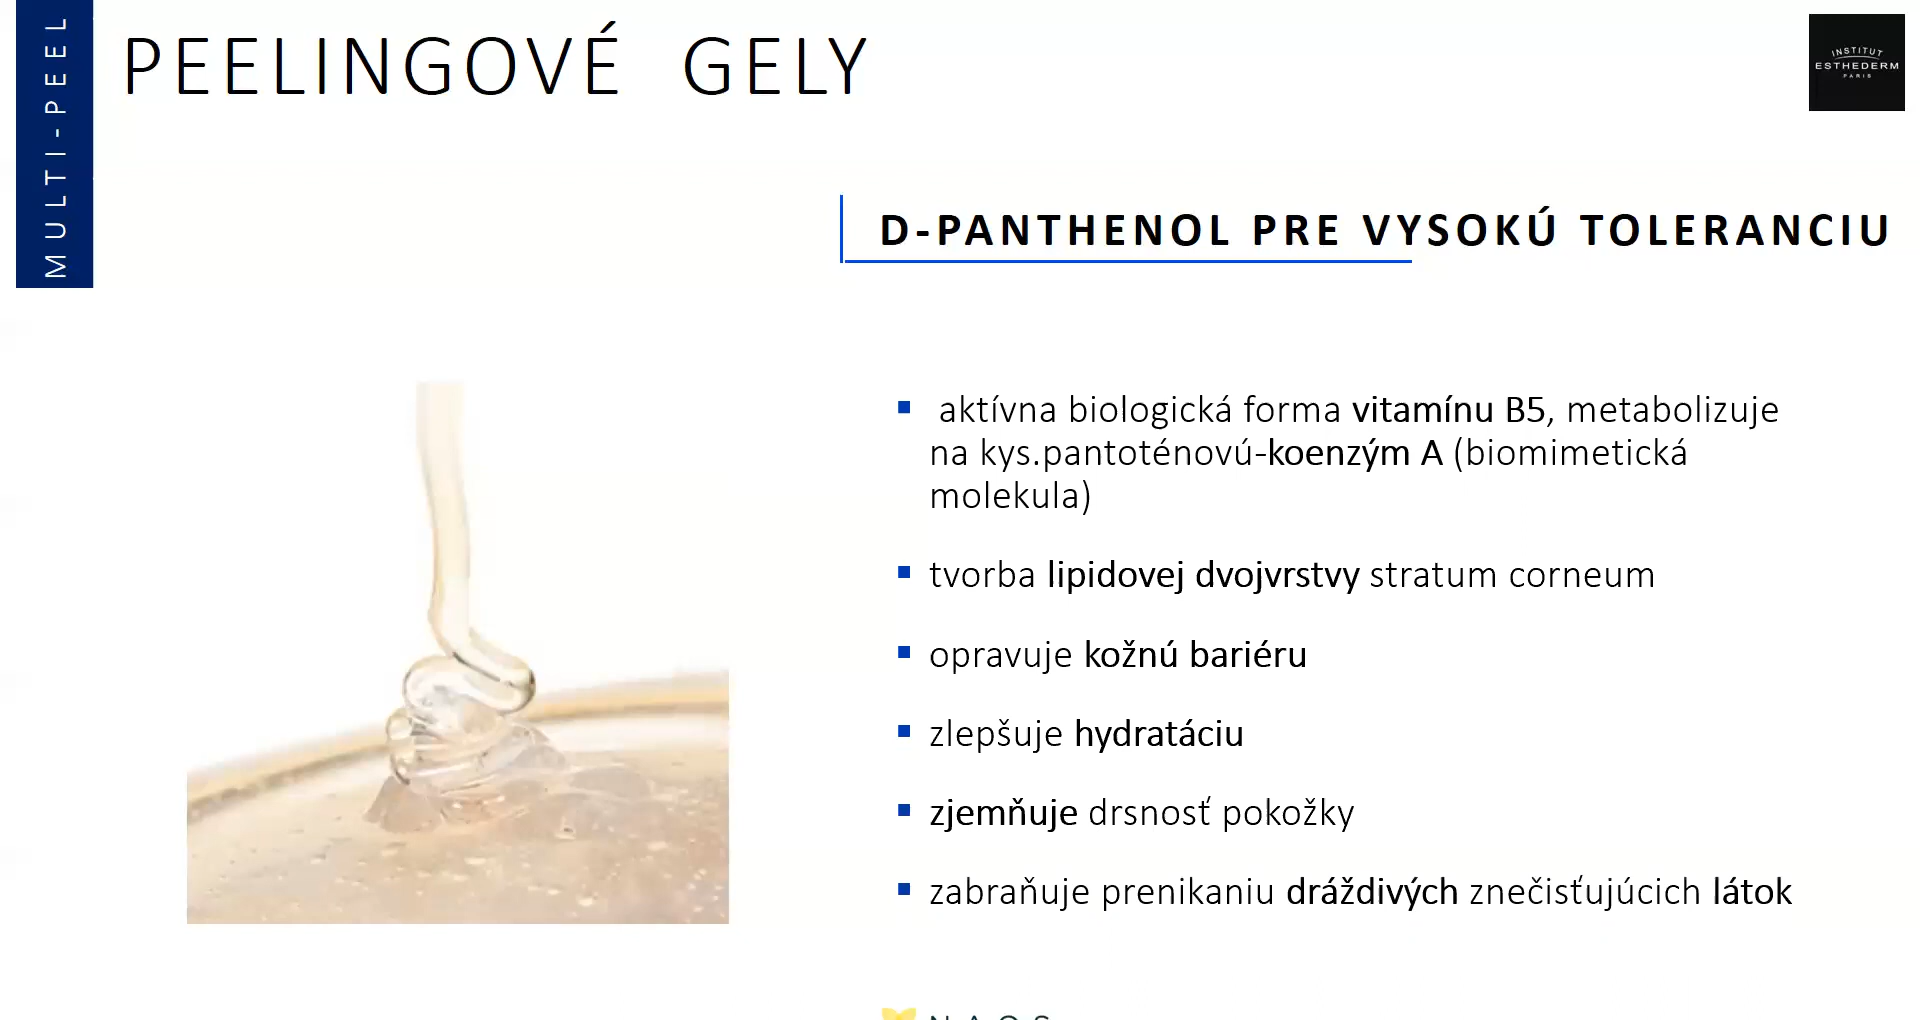 MULTI-PEEL
PEELINGOVÉ GELY
INSTITUT
ESTHEDERM
PARIS
D-PANTHENOL PRE VYSOKÚ TOLERANCIU
▪ aktívna biologická forma vitamínu B5, metabolizuje
na kys.pantoténovú-koenzým A (biomimetická
molekula)
▪ tvorba lipidovej dvojvrstvy stratum corneum
▪ opravuje kožnú bariéru
▪ zlepšuje hydratáciu
▪ zjemňuje drsnosť pokožky
▪ zabraňuje prenikaniu dráždivých znečisťujúcich látok
NAOS